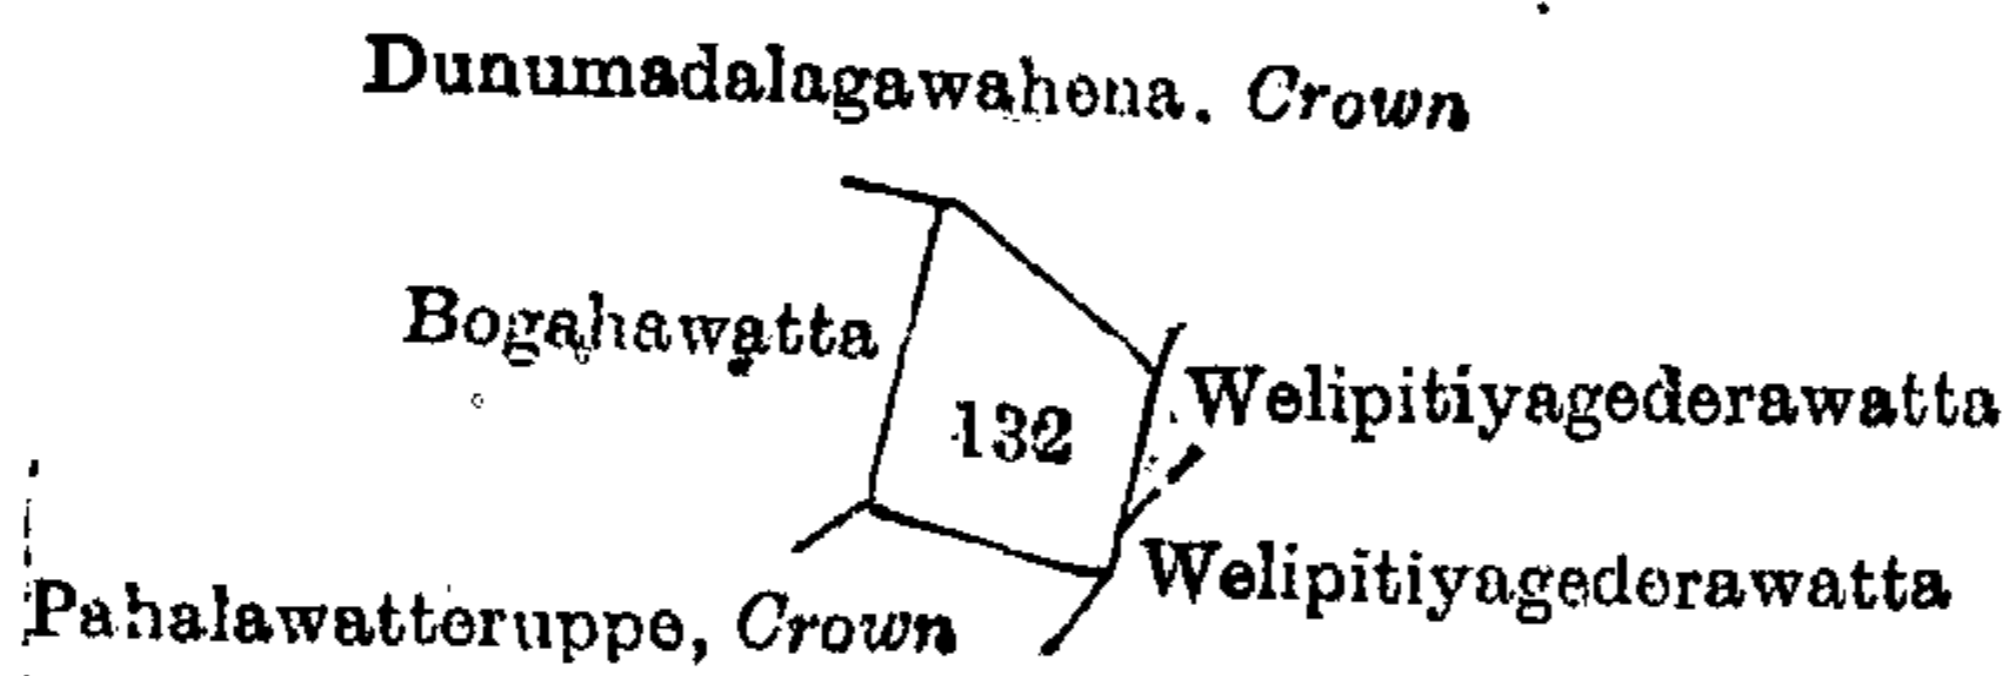 Dunumadalagawahena. Crown
Bogahawatta
132
Welipitiyagederawatta
Welipitiyagederawatta
Pahalawatteruppe, Crown